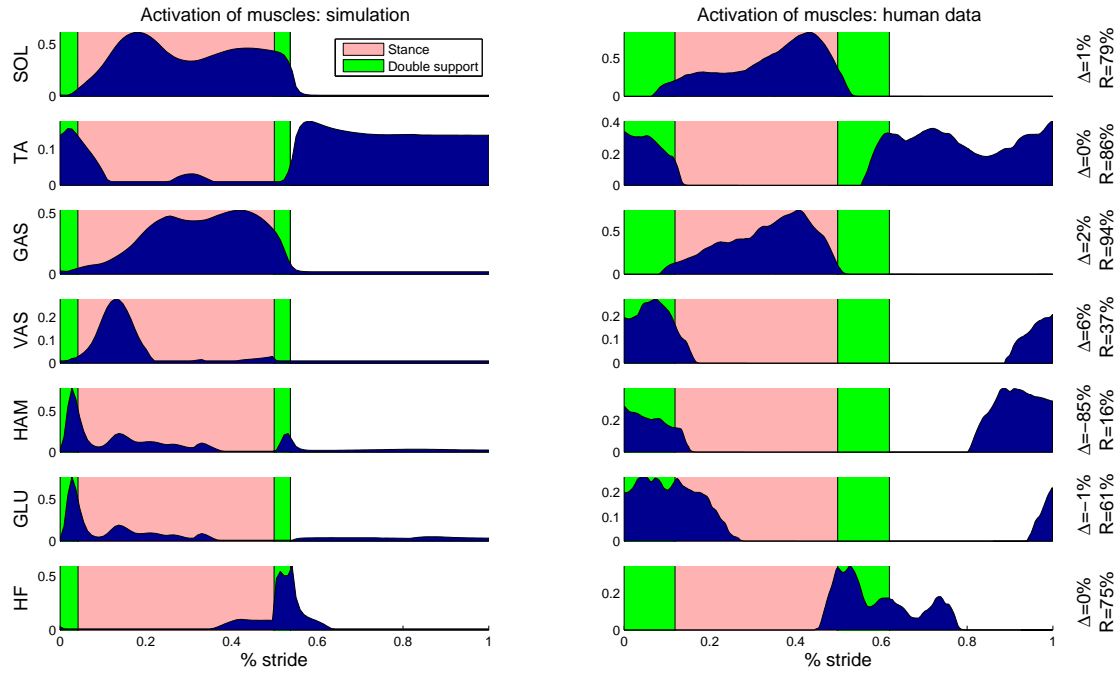 Activation of muscles: simulation
SOL
0.5
0
Stance
Double support
TA
0.1
0
GAS
0.5
0
VAS
0.2
0.1
0
HAM
0.5
0
GLU
0.5
0
HF
0.5
0
0
0.2
0.4
0.6
0.8
1
% stride
Activation of muscles: human data
0.5
0
Δ=1%
R=79%
0.4
0.2
0
Δ=0%
R=86%
0.5
0
Δ=2%
R=94%
0.2
0.1
0
Δ=6%
R=37%
0.2
0
Δ=−85%
R=16%
0.2
0.1
0
Δ=−1%
R=61%
0.2
0
Δ=0%
R=75%
0
0.2
0.4
0.6
0.8
1
% stride